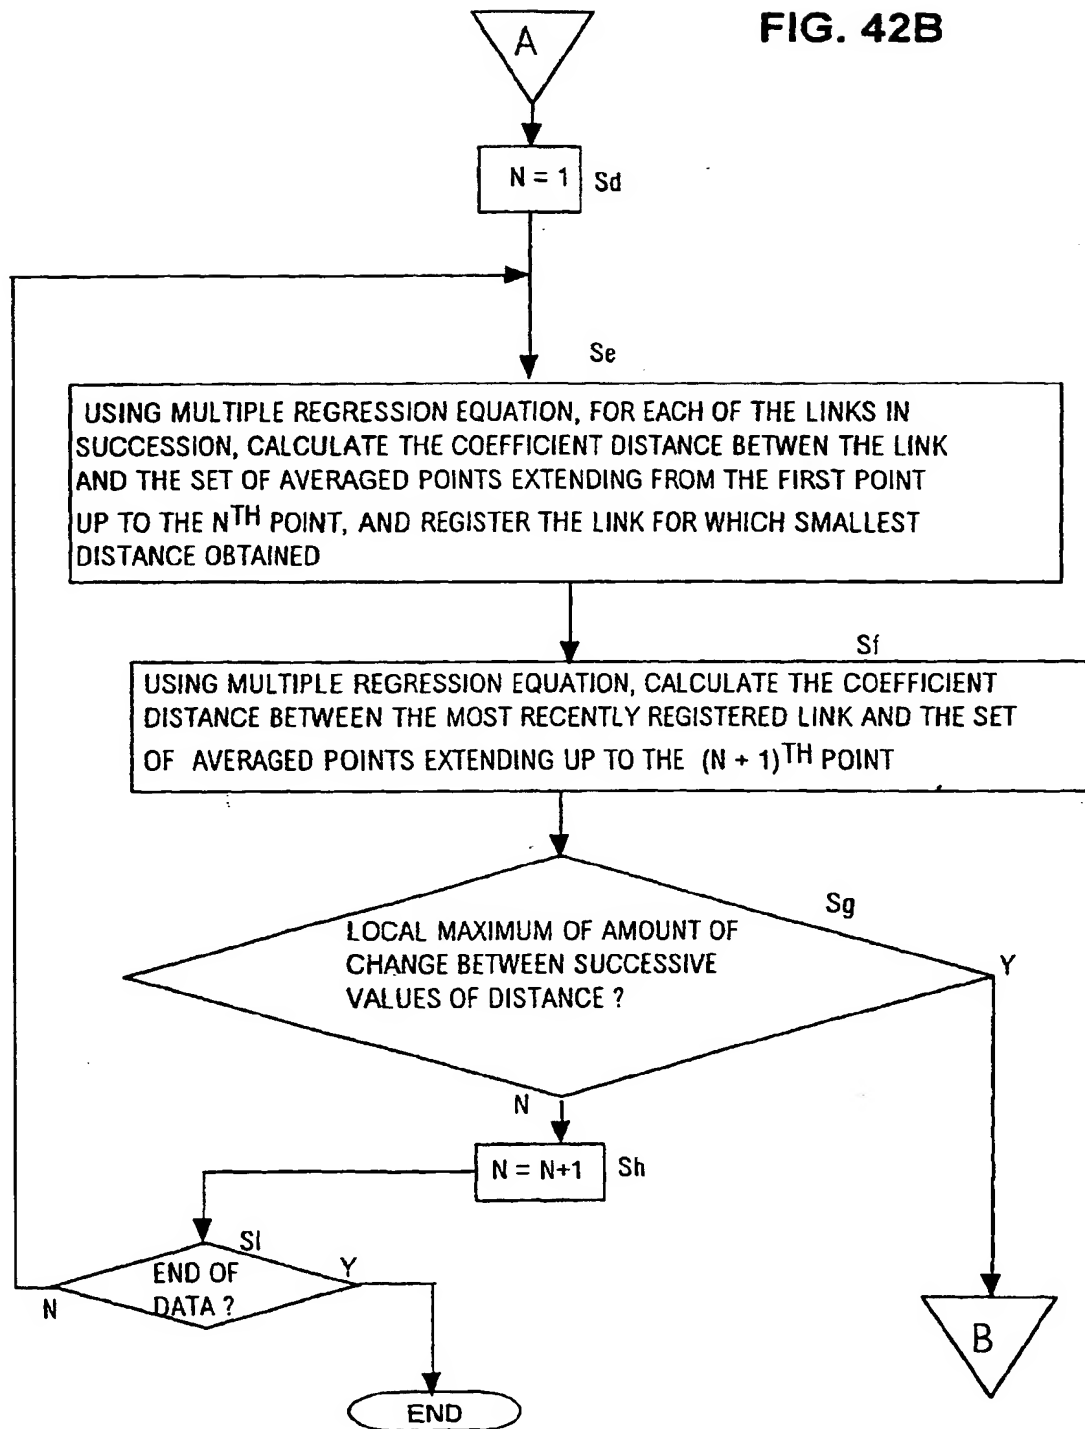 FIG. 42B
A
N = 1 Sd
Se
USING MULTIPLE REGRESSION EQUATION, FOR EACH OF THE LINKS IN
SUCCESSION, CALCULATE THE COEFFICIENT DISTANCE BETWEN THE LINK
AND THE SET OF AVERAGED POINTS EXTENDING FROM THE FIRST POINT
UP TO THE NTH POINT, AND REGISTER THE LINK FOR WHICH SMALLEST
DISTANCE OBTAINED
Sf
USING MULTIPLE REGRESSION EQUATION, CALCULATE THE COEFFICIENT
DISTANCE BETWEEN THE MOST RECENTLY REGISTERED LINK AND THE SET
OF AVERAGED POINTS EXTENDING UP TO THE (N + 1)TH POINT
Sg
LOCAL MAXIMUM OF AMOUNT OF
CHANGE BETWEEN SUCCESSIVE
VALUES OF DISTANCE ?
Y
N
N = N+1 Sh
SI
END OF
DATA ?
Y
N
B
END